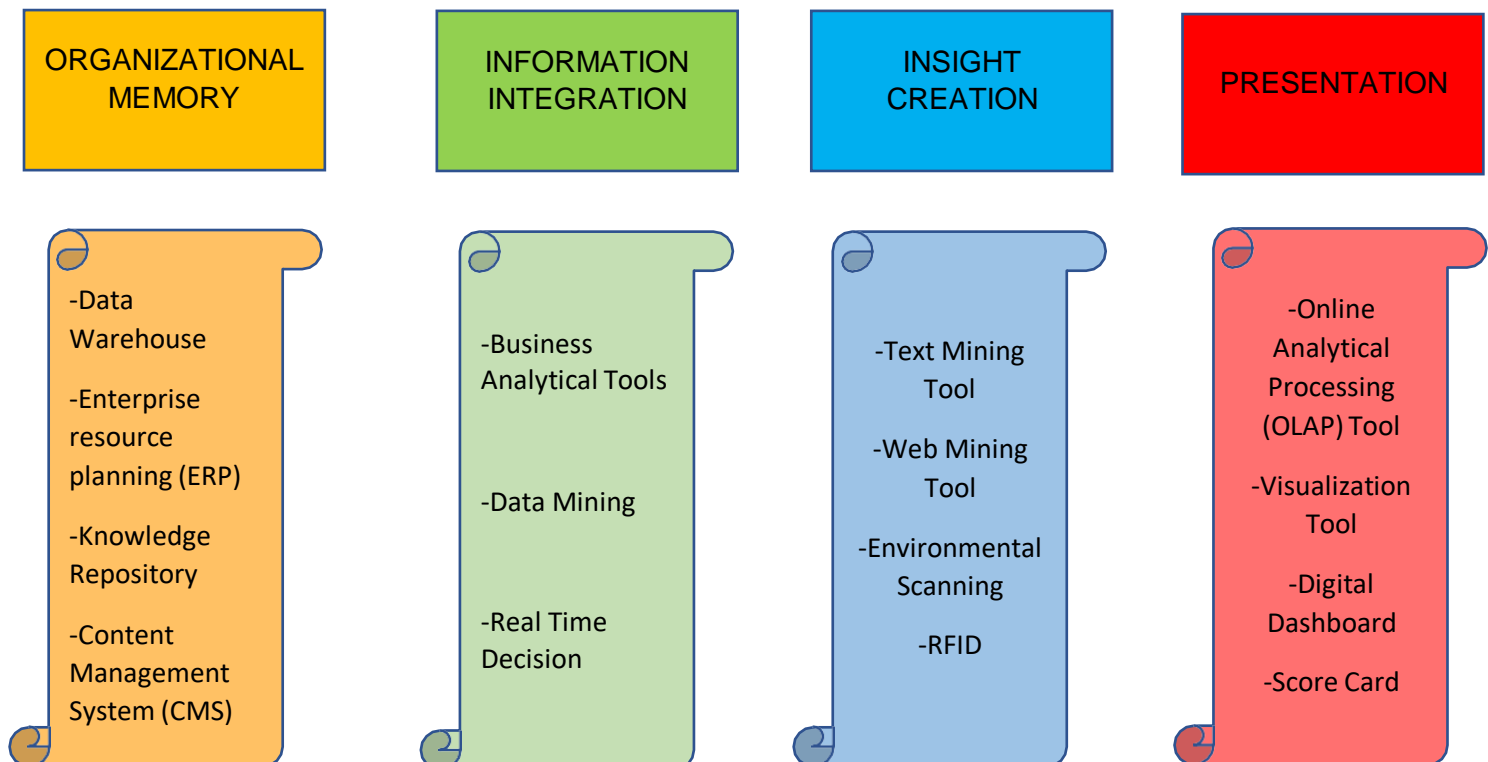 ORGANIZATIONAL
MEMORY
INFORMATION
INTEGRATION
INSIGHT
CREATION
PRESENTATION
-Data
Warehouse
-Enterprise
resource
planning (ERP)
-Knowledge
Repository
-Content
Management
System (CMS)
-Business
Analytical Tools
-Data Mining
-Real Time
Decision
-Text Mining
Tool
-Web Mining
Tool
-Environmental
Scanning
-RFID
-Online
Analytical
Processing
(OLAP) Tool
-Visualization
Tool
-Digital
Dashboard
-Score Card